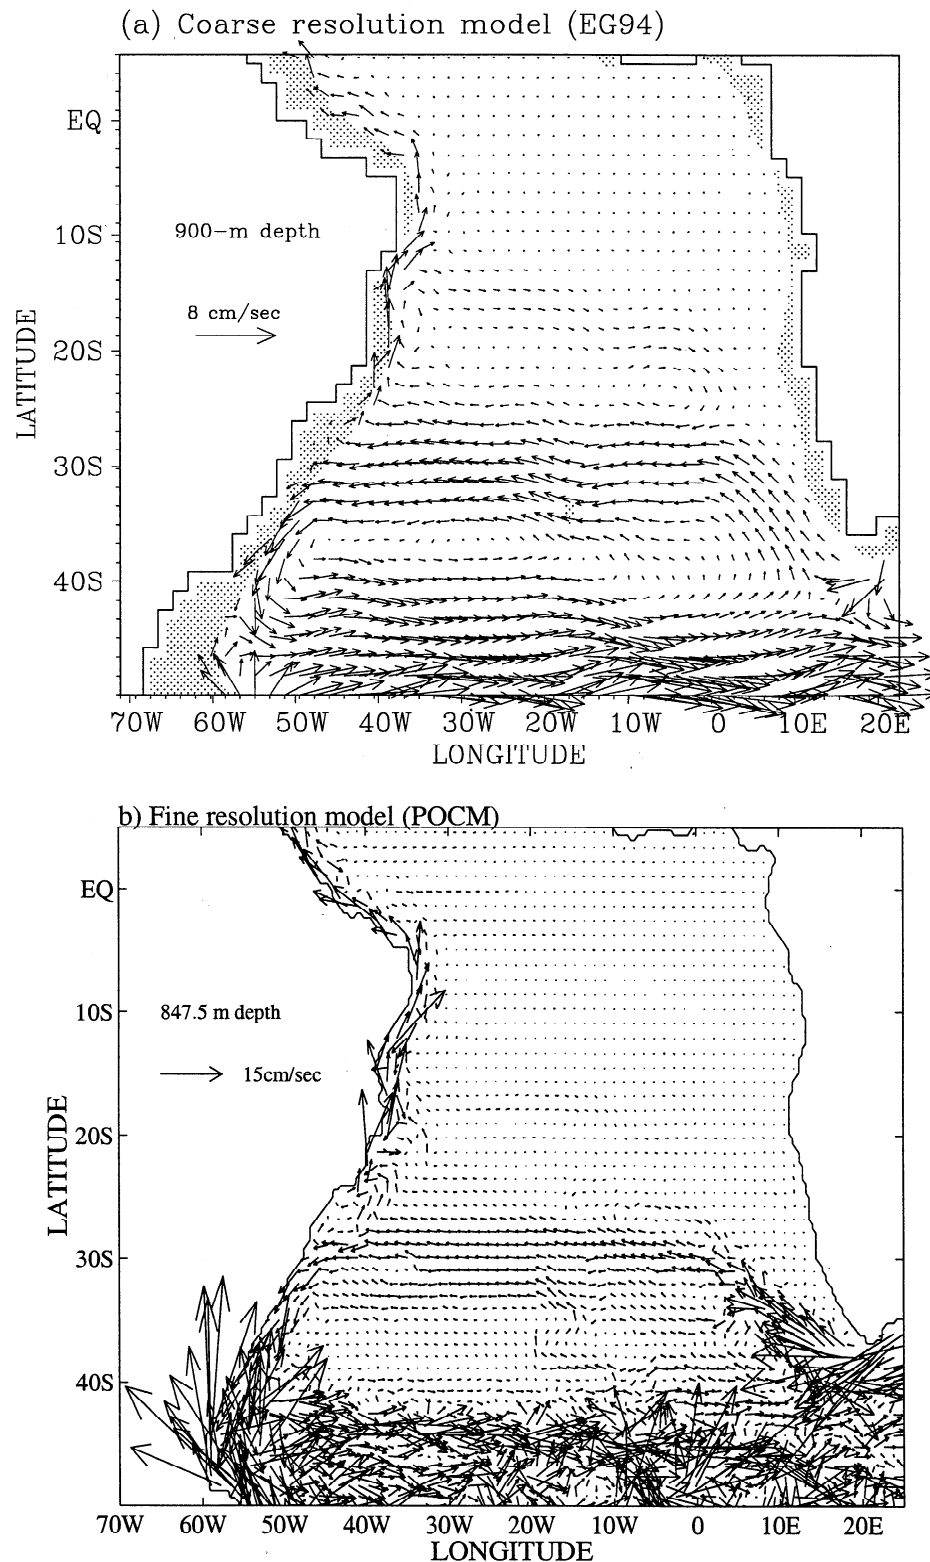 (a) Coarse resolution model (EG94)
EQ
900-m depth
10S
8 cm/sec
20S
LATITUDE
30S
40S
70W 60W 50W 40W 30W 20W 10W 0 10E 20E
LONGITUDE
b) Fine resolution model (POCM)
EQ
847.5 m depth
10S
15cm/sec
20S
LATITUDE
30S
40S
70W 60W 50W 40W 30W 20W 10W 0 10E 20E
LONGITUDE